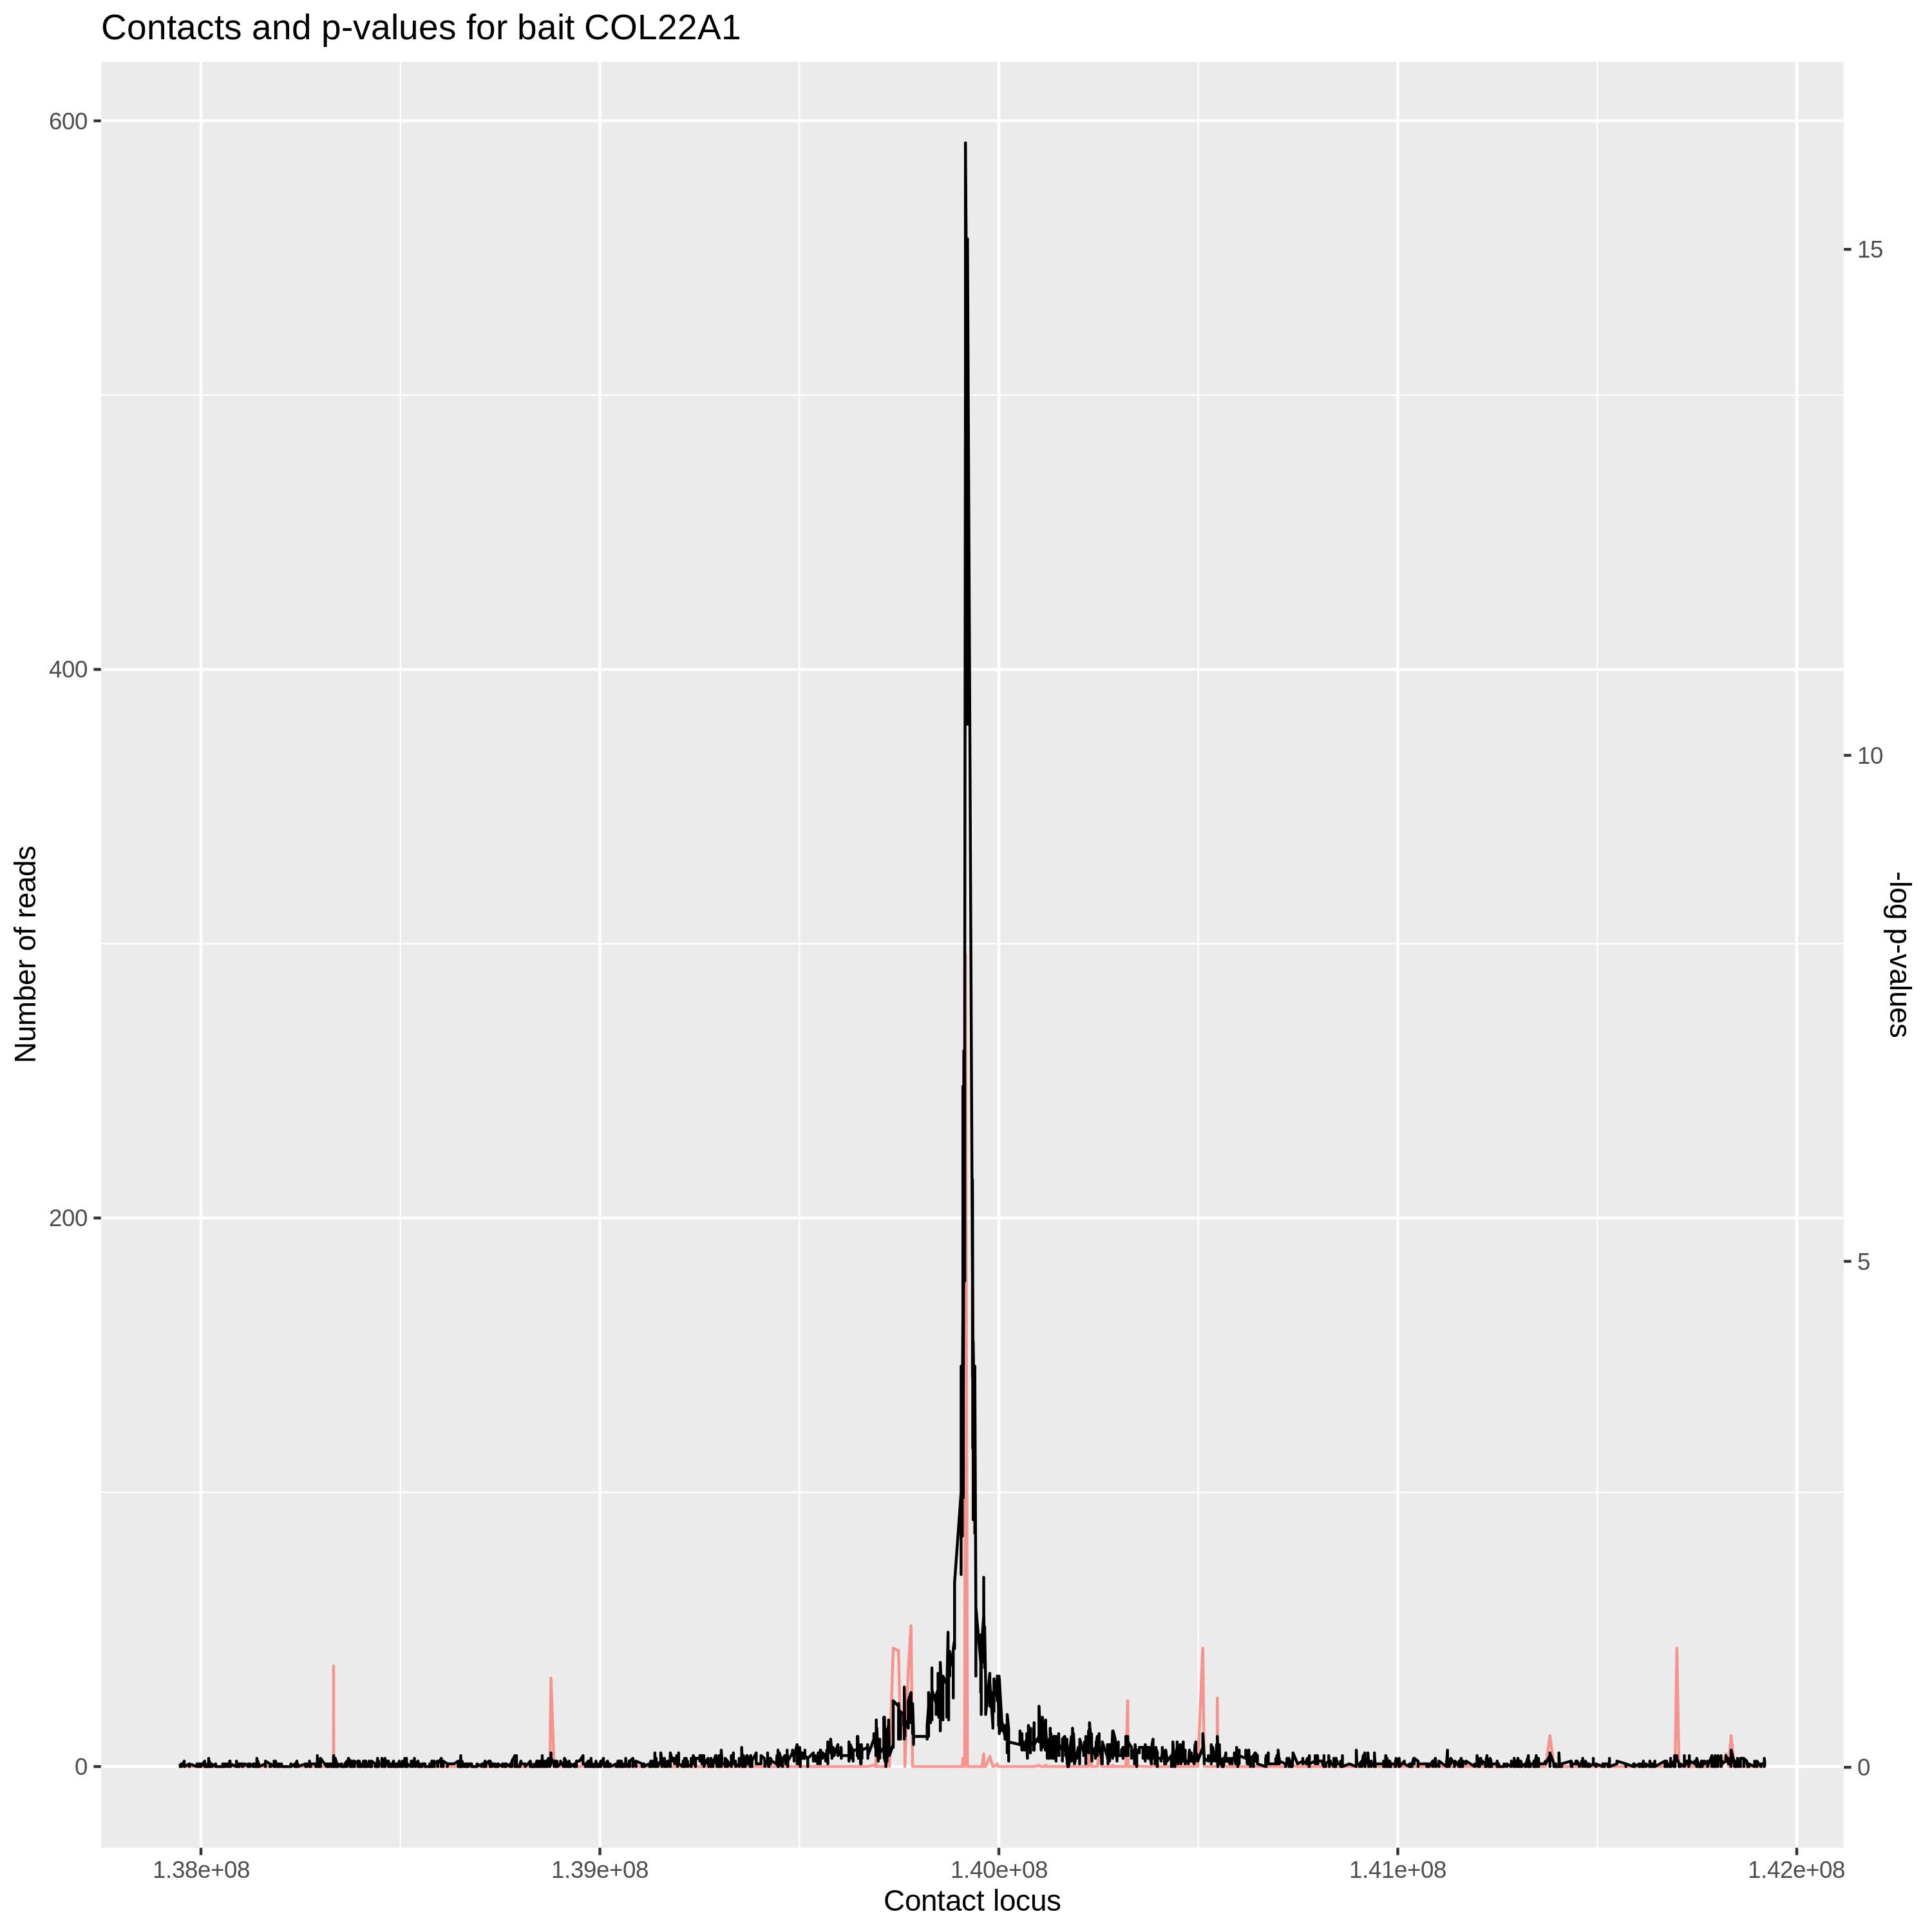 Contacts and p-values for bait COL22A1
600
400
200
0
Number of reads
15
10
5
0
-log p-values
1.38e+08
1.39e+08
1.40e+08
1.41e+08
1.42e+08
Contact locus